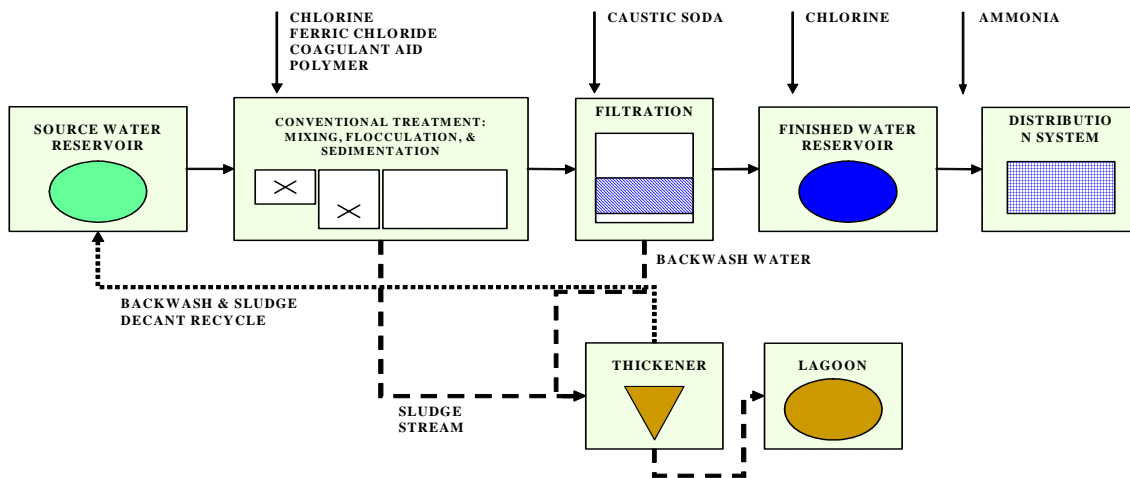 CHLORINE
FERRIC CHLORIDE
COAGULANT AID
POLYMER
CAUSTIC SODA
CHLORINE
AMMONIA
SOURCE WATER
RESERVOIR
CONVENTIONAL TREATMENT:
MIXING, FLOCCULATION, &
SEDIMENTATION
FILTRATION
FINISHED WATER
RESERVOIR
DISTRIBUTIO
N SYSTEM
BACKWASH WATER
BACKWASH & SLUDGE
DECANT RECYCLE
SLUDGE
STREAM
THICKENER
LAGOON